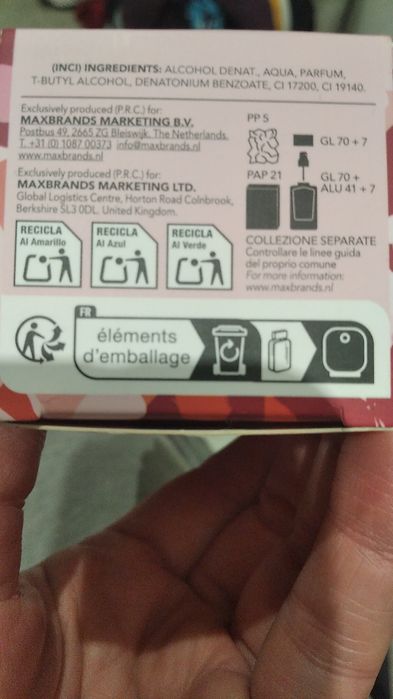 (INCI) INGREDIENTS: ALCOHOL DENAT., AQUA, PARFUM,
T-BUTYL ALCOHOL, DENATONIUM BENZOATE, CI 17200, CI 19140.
Exclusively produced (P.R.C.) for:
MAXBRANDS MARKETING B.V.
Postbus 49, 2665 ZG Bleiswijk, The Netherlands.
T. +31 (0) 1087 00373 info@maxbrands.nl
www.maxbrands.nl
Exclusively produced (P.R.C.) for:
MAXBRANDS MARKETING LTD.
Global Logistics Centre, Horton Road Colnbrook,
Berkshire SL3 0DL. United Kingdom.
PP 5
GL 70 + 7
PAP 21
GL 70 +
ALU 41 + 7
RECICLA
Al Amarillo
RECICLA
Al Azul
RECICLA
Al Verde
COLLEZIONE SEPARATE
Controllare le linee guida
del proprio comune
For more information:
www.maxbrands.nl
FR
éléments
d'emballage